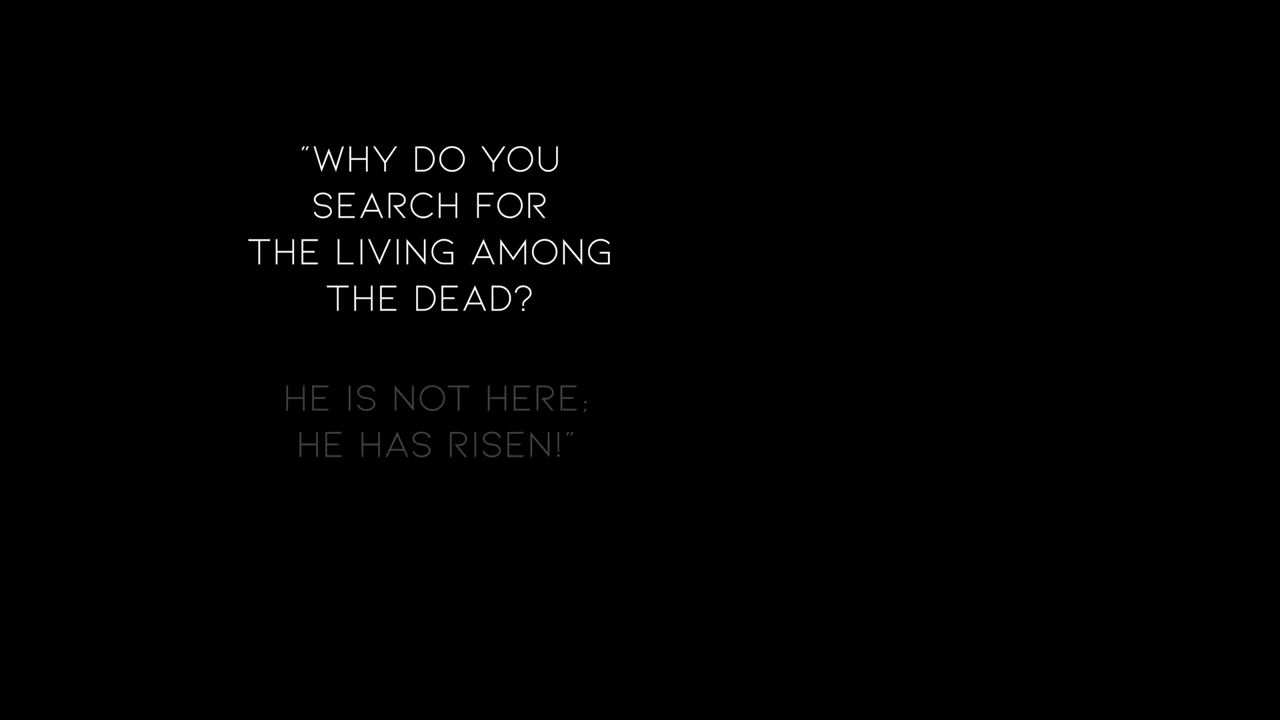 "WHY DO YOU
SEARCH FOR
THE LIVING AMONG
THE DEAD?
HE IS NOT HERE;
HE HAS RISEN!"